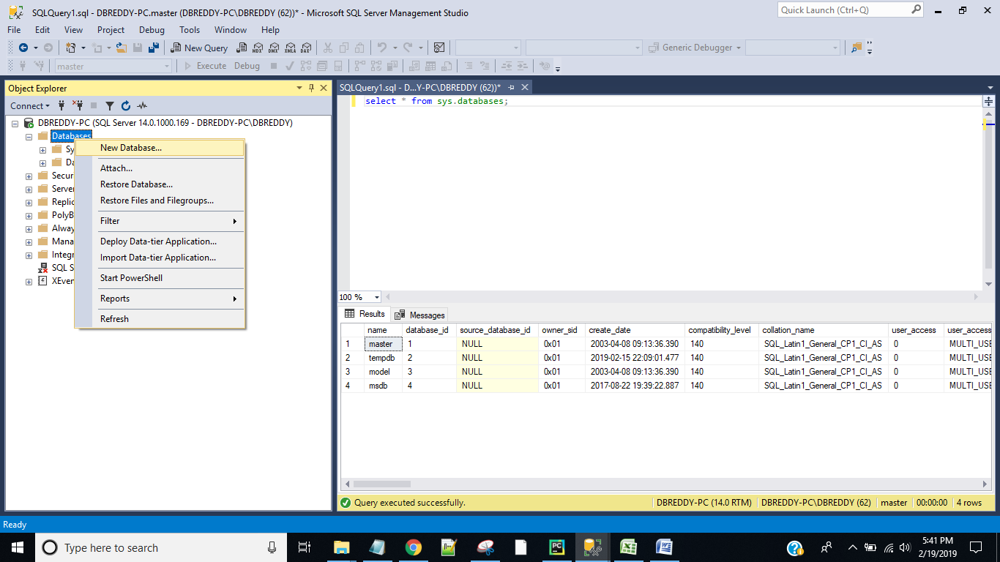 SQLQuery1.sql - DBREDDY-PC.master (DBREDDY-PC\DBREDDY (62))* - Microsoft SQL Server Management Studio
Quick Launch (Ctrl+Q)
File Edit View Project Debug Tools Window Help
New Query MDX DMX XMLA DAX Generic Debugger
master Execute Debug
Object Explorer
SQLQuery1.sql - D...Y-PC\DBREDDY (62))*
Connect
select * from sys.databases;
DBREDDY-PC (SQL Server 14.0.1000.169 - DBREDDY-PC\DBREDDY)
Databases
Sy
Da
Secur
Server
Replic
PolyB
Alway
Mana
Integr
SQL S
XEven
New Database...
Attach...
Restore Database...
Restore Files and Filegroups...
Filter
Deploy Data-tier Application...
Import Data-tier Application...
Start PowerShell
Reports
Refresh
100 %
Results Messages
name database_id source_database_id owner_sid create_date compatibility_level collation_name user_access user_access
1 master 1 NULL 0x01 2003-04-08 09:13:36.390 140 SQL_Latin1_General_CP1_CI_AS 0 MULTI_USE
2 tempdb 2 NULL 0x01 2019-02-15 22:09:01.477 140 SQL_Latin1_General_CP1_CI_AS 0 MULTI_USE
3 model 3 NULL 0x01 2003-04-08 09:13:36.390 140 SQL_Latin1_General_CP1_CI_AS 0 MULTI_USE
4 msdb 4 NULL 0x01 2017-08-22 19:39:22.887 140 SQL_Latin1_General_CP1_CI_AS 0 MULTI_USE
Query executed successfully.
DBREDDY-PC (14.0 RTM) DBREDDY-PC\DBREDDY (62) master 00:00:00 4 rows
Ready
Type here to search
5:41 PM
2/19/2019